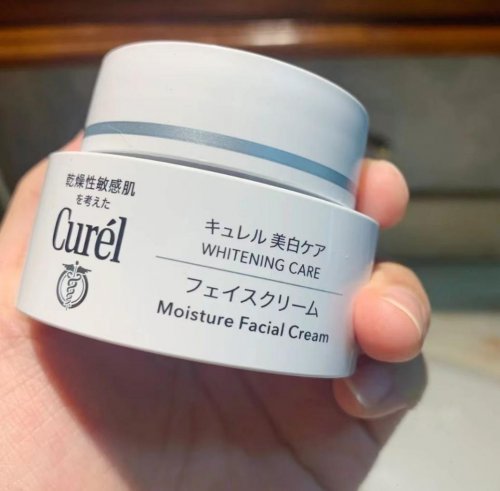 乾燥性敏感肌
を考えた
Curél
キュレル 美白ケア
WHITENING CARE
フェイスクリーム
Moisture Facial Cream